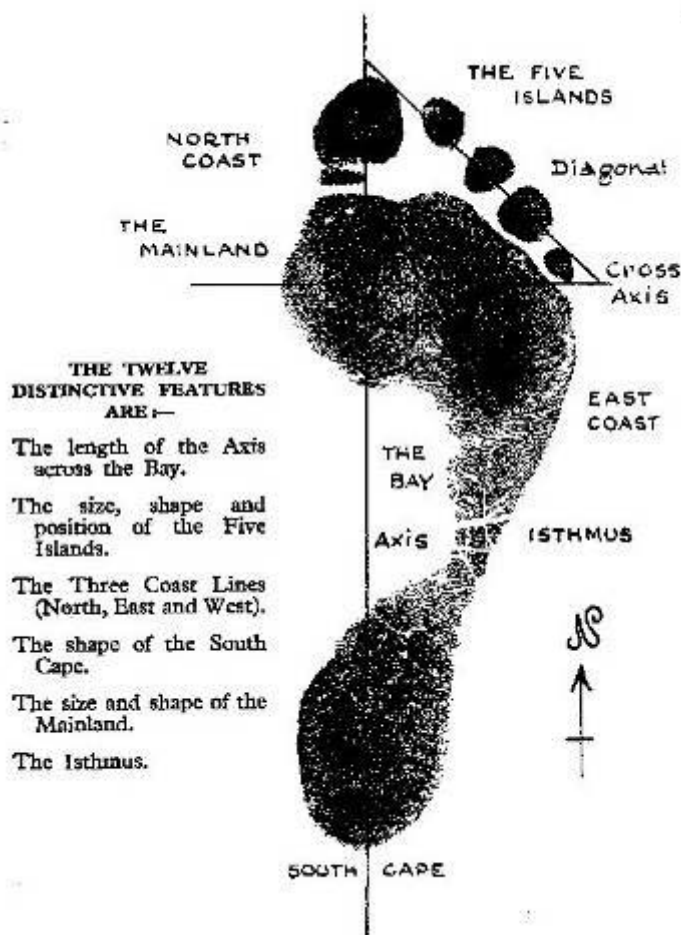 THE FIVE
ISLANDS
NORTH
COAST
Diagonal
THE
MAINLAND
Cross
Axis
THE TWELVE
DISTINCTIVE FEATURES
ARE:—
The length of the Axis
across the Bay.
The size, shape and
position of the Five
Islands.
The Three Coast Lines
(North, East and West).
The shape of the South
Cape.
The size and shape of the
Mainland.
The Isthmus.
EAST
COAST
THE
BAY
AXIS
ISTHMUS
N
SOUTH CAPE